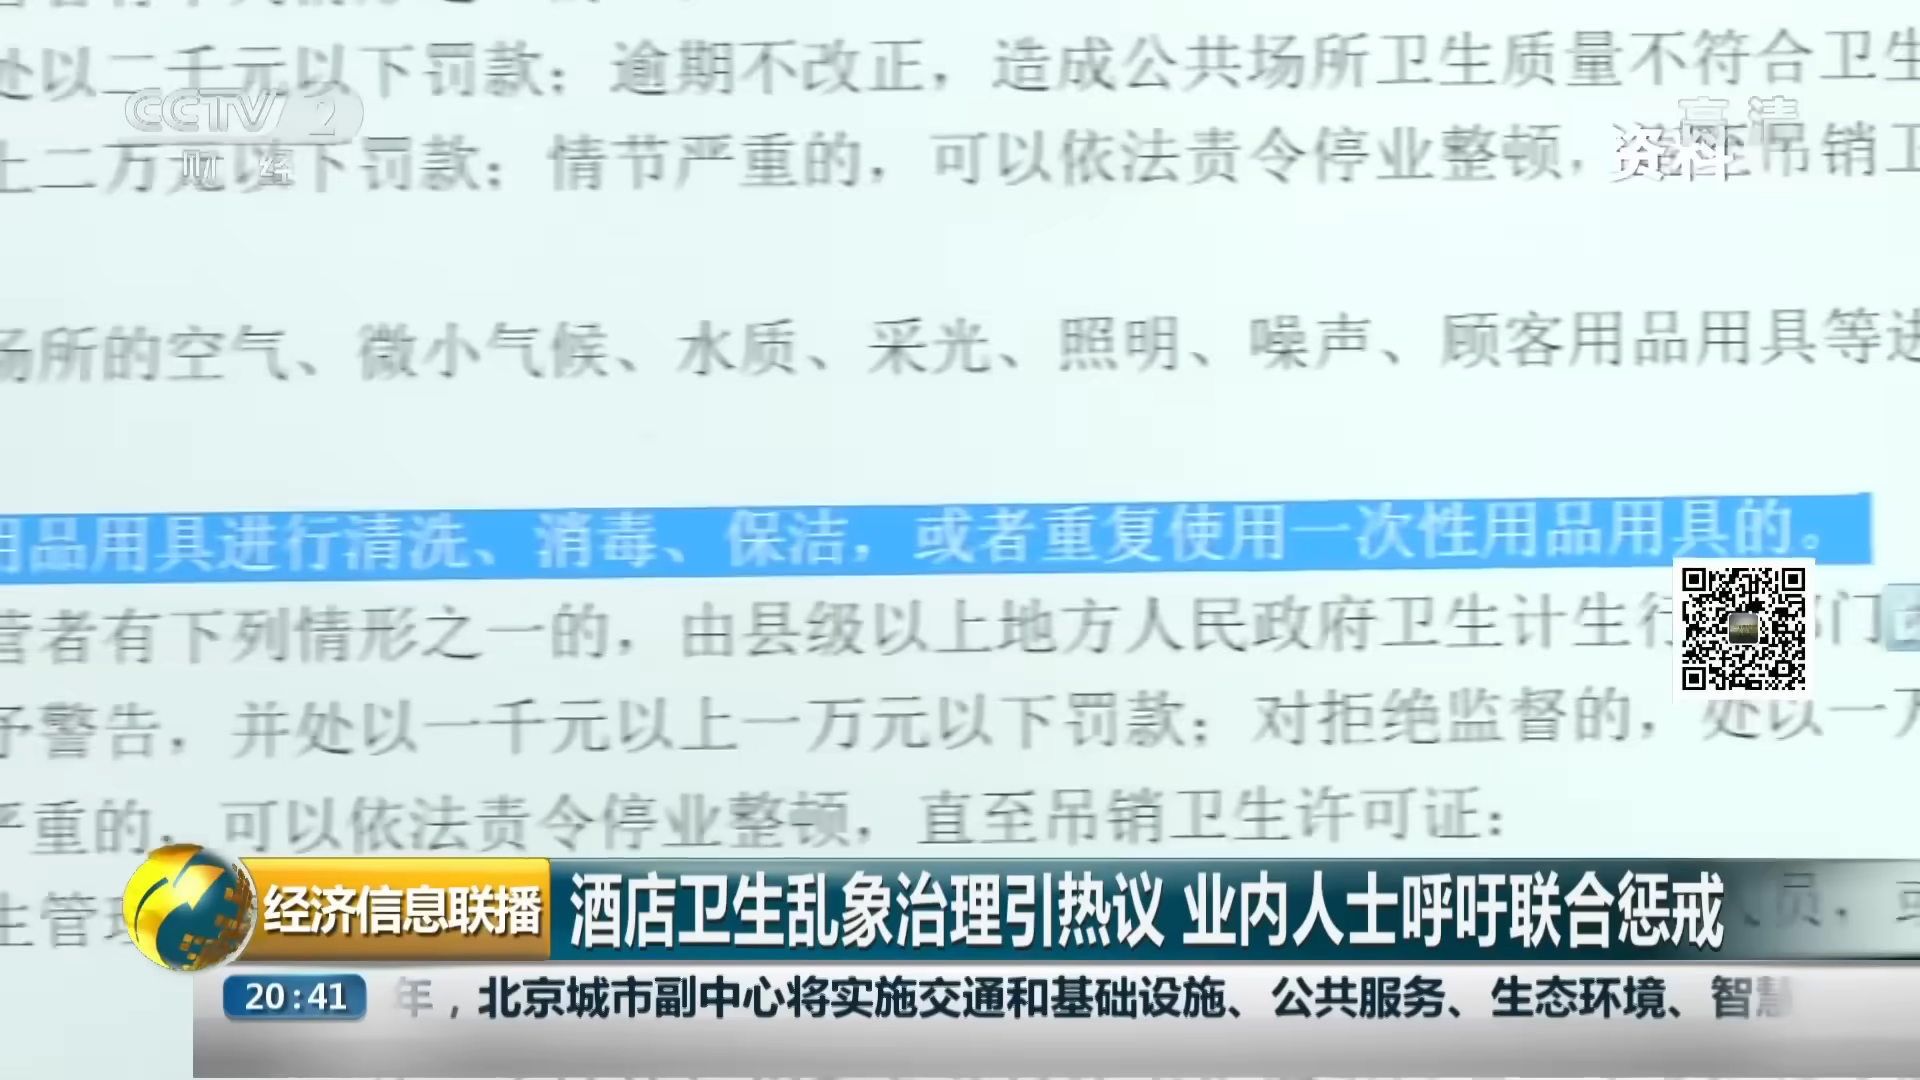 处以二千元以下罚款；逾期不改正，造成公共场所卫生质量不符合卫生
CCTV 2
高清
上二万元以下罚款；情节严重的，可以依法责令停业整顿，吊销卫
财经
资料
场所的空气、微小气候、水质、采光、照明、噪声、顾客用品用具等进
用品用具进行清洗、消毒、保洁，或者重复使用一次性用品用具的。
营者有下列情形之一的，由县级以上地方人民政府卫生计生行部门
予警告，并处以一千元以上一万元以下罚款；对拒绝监督的，处以一万
严重的，可以依法责令停业整顿，直至吊销卫生许可证：
生管理
员，或
经济信息联播
酒店卫生乱象治理引热议 业内人士呼吁联合惩戒
20:41
年，北京城市副中心将实施交通和基础设施、公共服务、生态环境、智慧